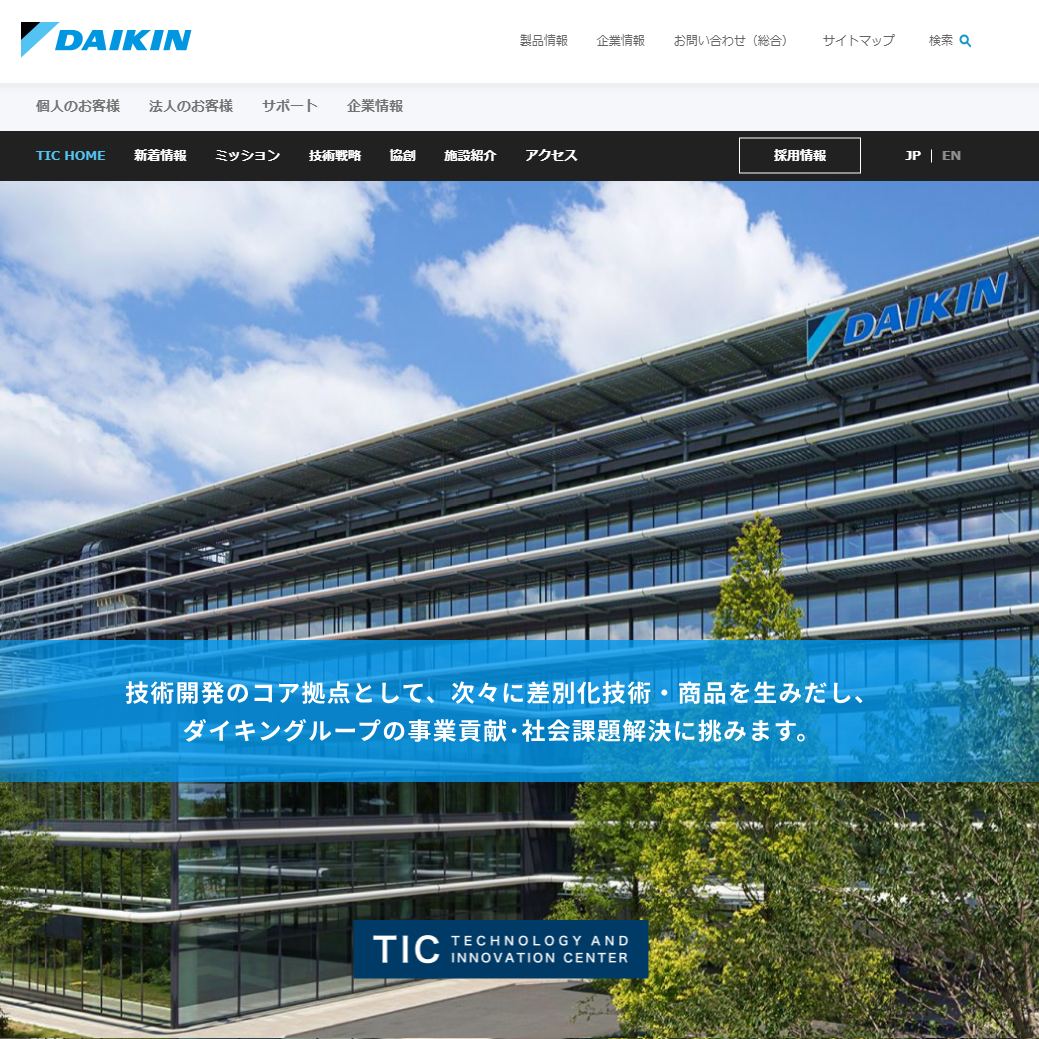 DAIKIN
製品情報 企業情報 お問い合わせ（総合） サイトマップ 検索
個人のお客様 法人のお客様 サポート 企業情報
TIC HOME 新着情報 ミッション 技術戦略 協創 施設紹介 アクセス 採用情報 JP | EN
DAIKIN
技術開発のコア拠点として、次々に差別化技術・商品を生みだし、
ダイキングループの事業貢献･社会課題解決に挑みます。
TIC TECHNOLOGY AND
INNOVATION CENTER